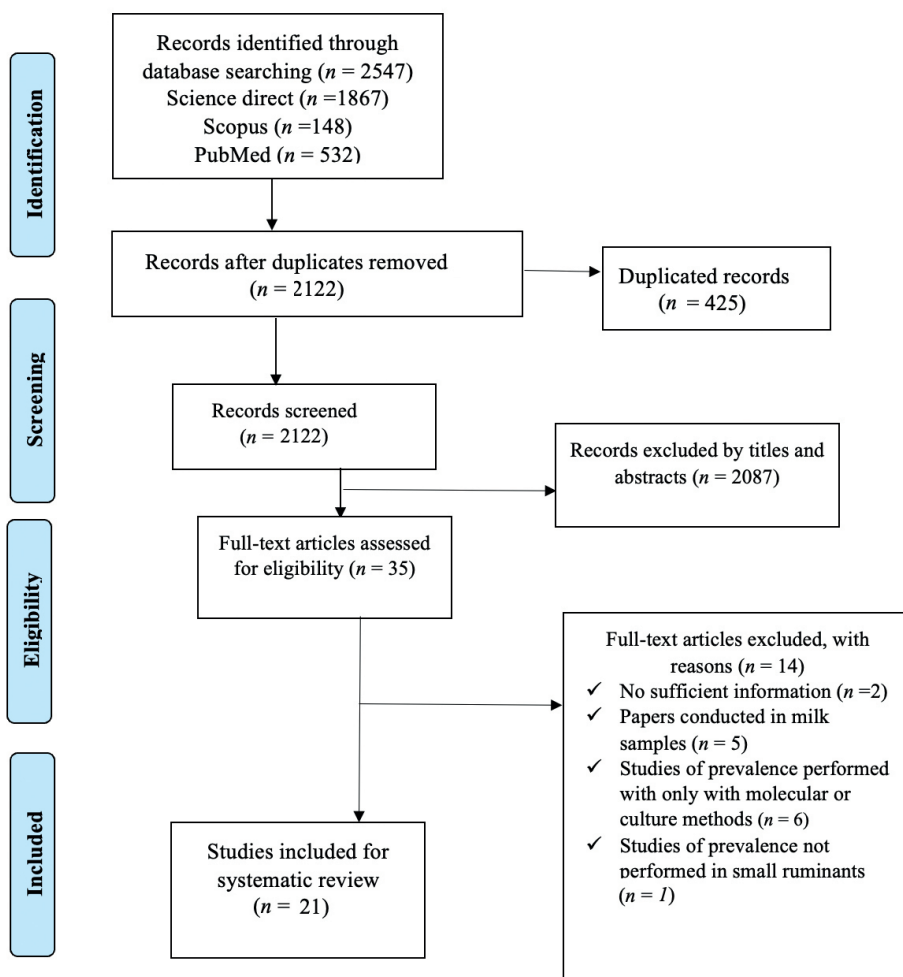 Identification
Records identified through
database searching (n = 2547)
Science direct (n =1867)
Scopus (n =148)
PubMed (n = 532)
Records after duplicates removed
(n = 2122)
Duplicated records
(n = 425)
Screening
Records screened
(n = 2122)
Records excluded by titles and
abstracts (n = 2087)
Eligibility
Full-text articles assessed
for eligibility (n = 35)
Full-text articles excluded, with
reasons (n = 14)
✓ No sufficient information (n =2)
✓ Papers conducted in milk
samples (n = 5)
✓ Studies of prevalence performed
with only with molecular or
culture methods (n = 6)
✓ Studies of prevalence not
performed in small ruminants
(n = 1)
Included
Studies included for
systematic review
(n = 21)